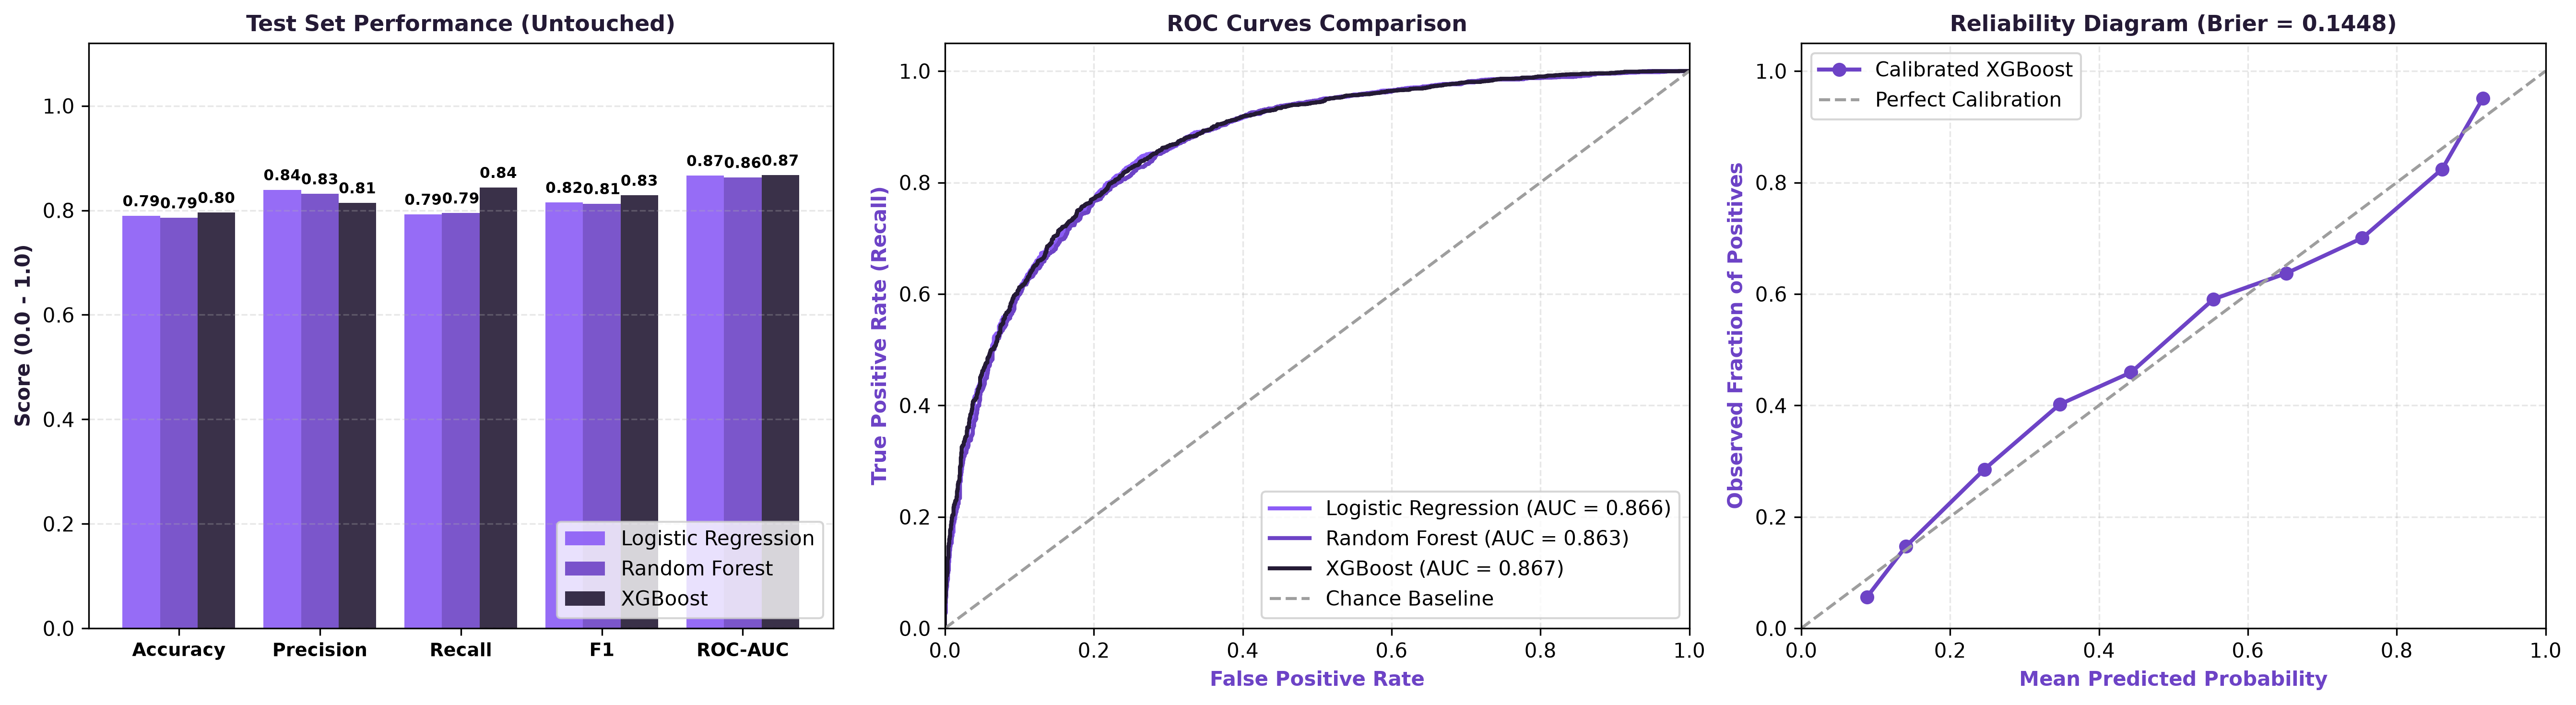 Test Set Performance (Untouched)
Score (0.0 - 1.0)
1.0
0.8
0.6
0.4
0.2
0.0
0.79 0.79 0.80
0.84 0.83 0.81
0.79 0.79 0.84
0.82 0.81 0.83
0.87 0.86 0.87
Logistic Regression
Random Forest
XGBoost
Accuracy Precision Recall F1 ROC-AUC
ROC Curves Comparison
True Positive Rate (Recall)
1.0
0.8
0.6
0.4
0.2
0.0
Logistic Regression (AUC = 0.866)
Random Forest (AUC = 0.863)
XGBoost (AUC = 0.867)
Chance Baseline
0.0 0.2 0.4 0.6 0.8 1.0
False Positive Rate
Reliability Diagram (Brier = 0.1448)
Observed Fraction of Positives
Calibrated XGBoost
Perfect Calibration
1.0
0.8
0.6
0.4
0.2
0.0
0.0 0.2 0.4 0.6 0.8 1.0
Mean Predicted Probability